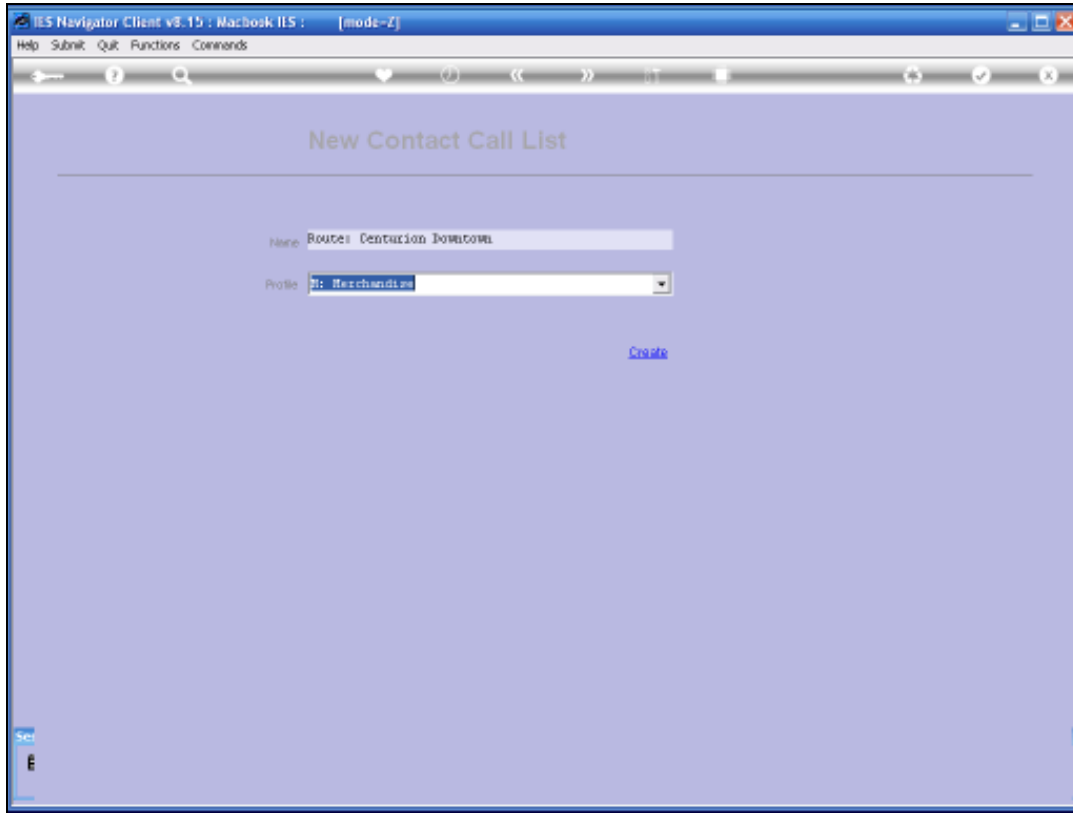 IES Navigator Client v8.15 : Macbook IES : [mode-Z]
Help Submit Quit Functions Commands
New Contact Call List
Name Route: Centurion Downtown
Profile M: Merchandize
Create